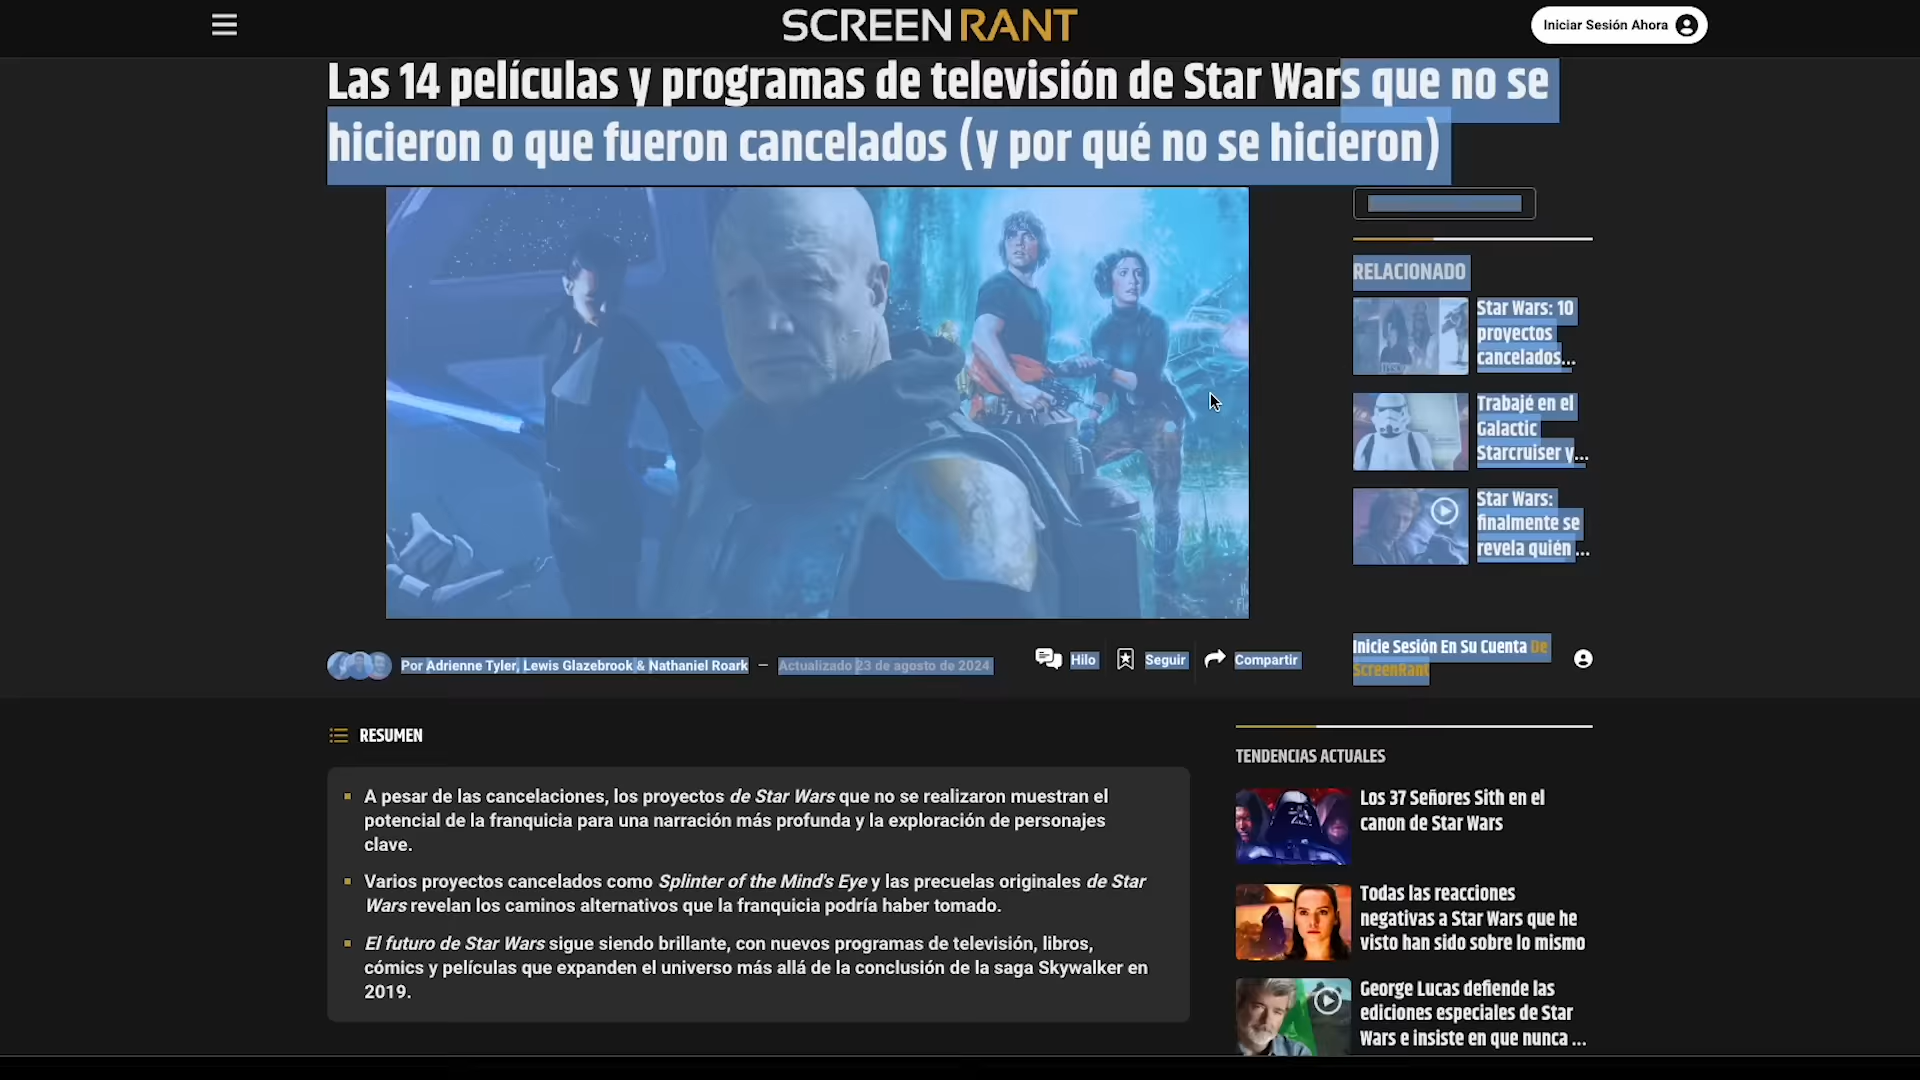 SCREENRANT
Iniciar Sesión Ahora
Las 14 películas y programas de televisión de Star Wars que no se
hicieron o que fueron cancelados (y por qué no se hicieron)
RELACIONADO
Star Wars: 10
proyectos
cancelados...
Trabajé en el
Galactic
Starcruiser y...
Star Wars:
finalmente se
revela quién ...
Por Adrienne Tyler, Lewis Glazebrook & Nathaniel Roark — Actualizado 23 de agosto de 2024
Hilo
Seguir
Compartir
Inicie Sesión En Su Cuenta De
ScreenRant
RESUMEN
A pesar de las cancelaciones, los proyectos de Star Wars que no se realizaron muestran el
potencial de la franquicia para una narración más profunda y la exploración de personajes
clave.
Varios proyectos cancelados como Splinter of the Mind's Eye y las precuelas originales de Star
Wars revelan los caminos alternativos que la franquicia podría haber tomado.
El futuro de Star Wars sigue siendo brillante, con nuevos programas de televisión, libros,
cómics y películas que expanden el universo más allá de la conclusión de la saga Skywalker en
2019.
TENDENCIAS ACTUALES
Los 37 Señores Sith en el
canon de Star Wars
Todas las reacciones
negativas a Star Wars que he
visto han sido sobre lo mismo
George Lucas defiende las
ediciones especiales de Star
Wars e insiste en que nunca ...